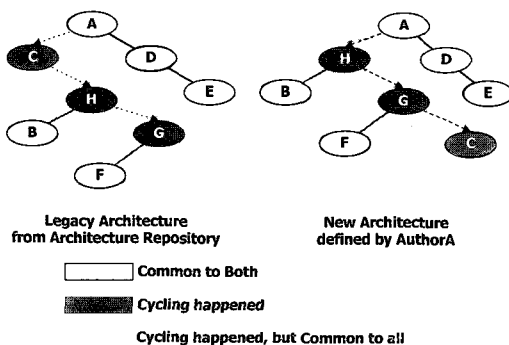 A
C
D
H
E
B
G
F
A
H
D
B
G
E
F
C
Legacy Architecture
from Architecture Repository
New Architecture
defined by AuthorA
Common to Both
Cycling happened
Cycling happened, but Common to all